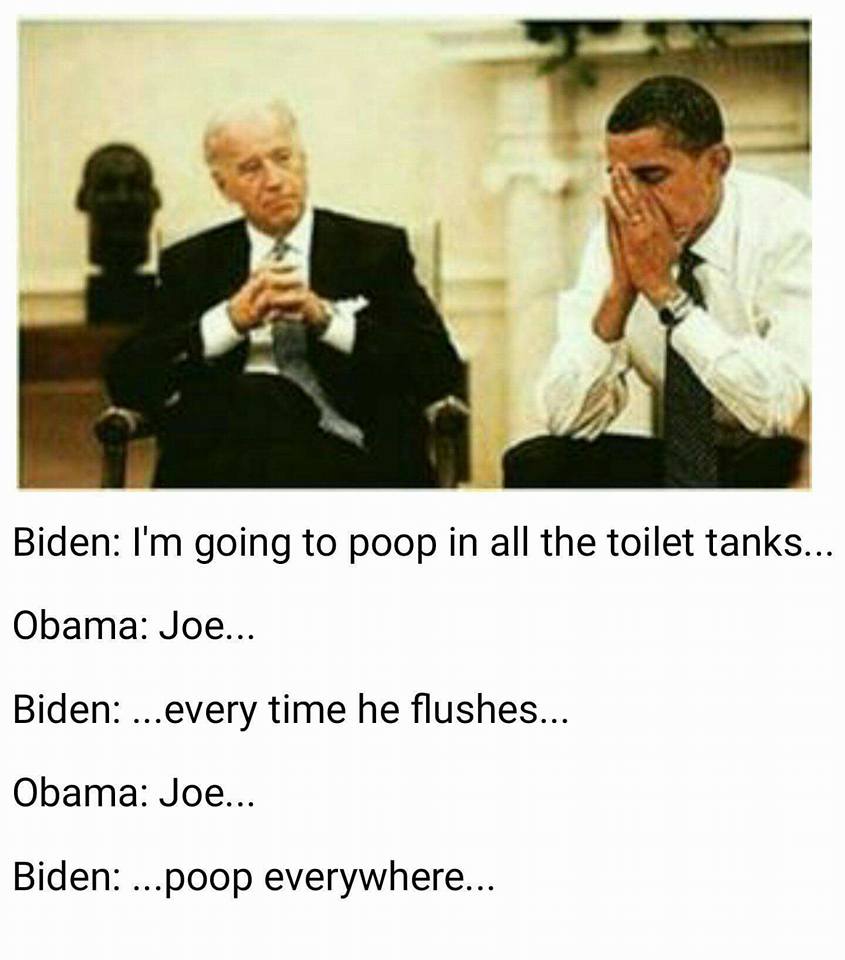 Biden: I'm going to poop in all the toilet tanks...
Obama: Joe...
Biden: ...every time he flushes...
Obama: Joe...
Biden: ...poop everywhere...